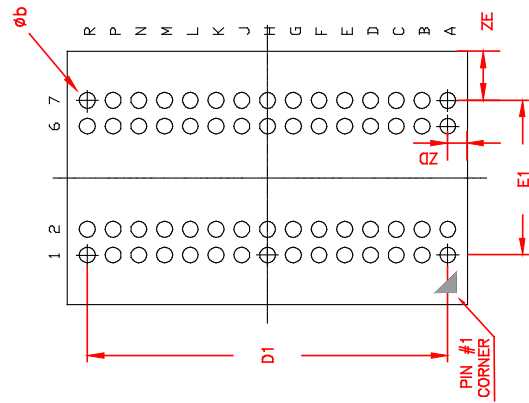 øb
R P N M L K J H G F E D C B A
7
6
2
1
ZE
ZD
E1
D1
PIN #1
CORNER